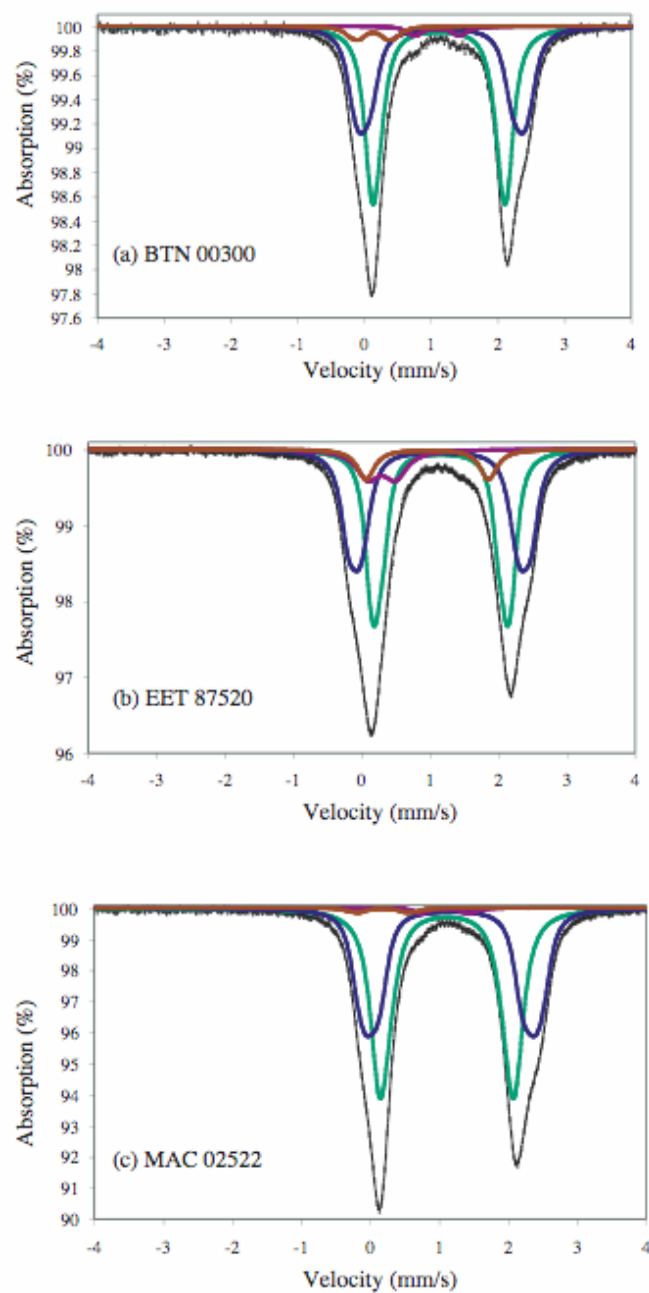 Absorption (%)
100
99.8
99.6
99.4
99.2
99
98.8
98.6
98.4
98.2
98
97.8
97.6
(a) BTN 00300
-4 -3 -2 -1 0 1 2 3 4
Velocity (mm/s)
Absorption (%)
100
99
98
97
96
(b) EET 87520
-4 -3 -2 -1 0 1 2 3 4
Velocity (mm/s)
Absorption (%)
100
99
98
97
96
95
94
93
92
91
90
(c) MAC 02522
-4 -3 -2 -1 0 1 2 3 4
Velocity (mm/s)